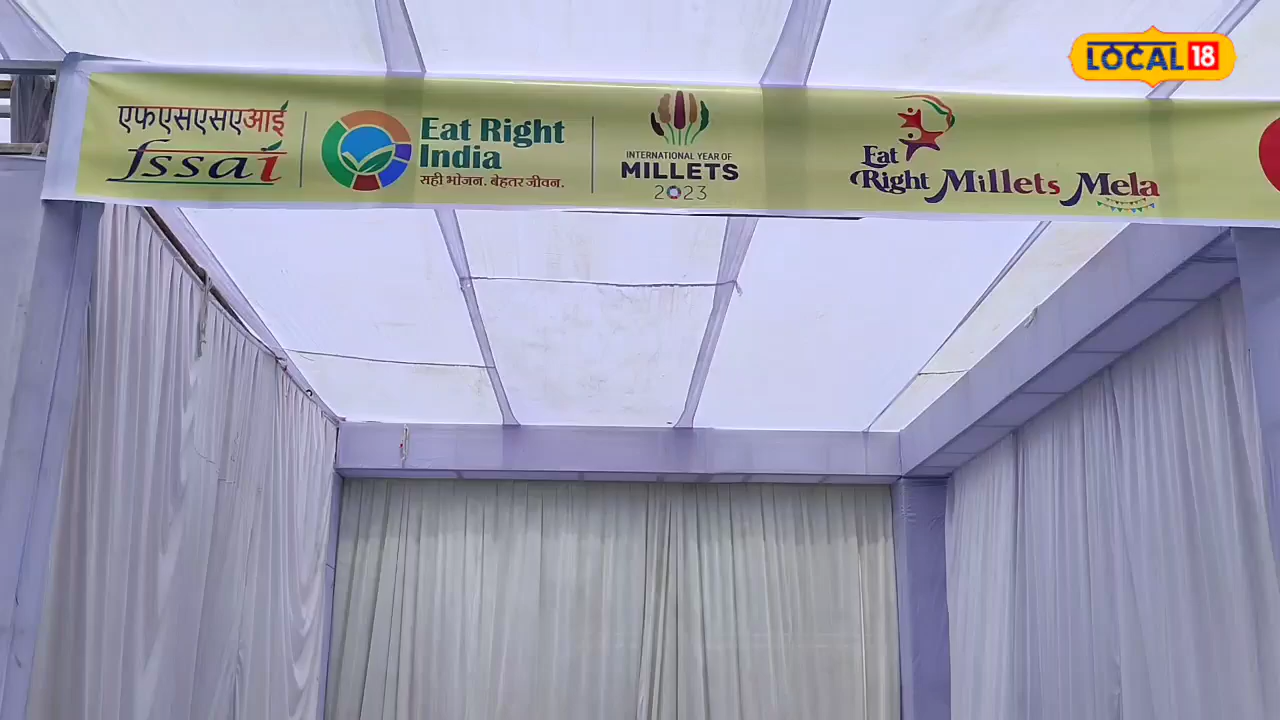 LOCAL 18
एफएसएसएआई
fssai
Eat Right
India
सही भोजन. बेहतर जीवन.
INTERNATIONAL YEAR OF
MILLETS
2023
Eat
Right Millets Mela